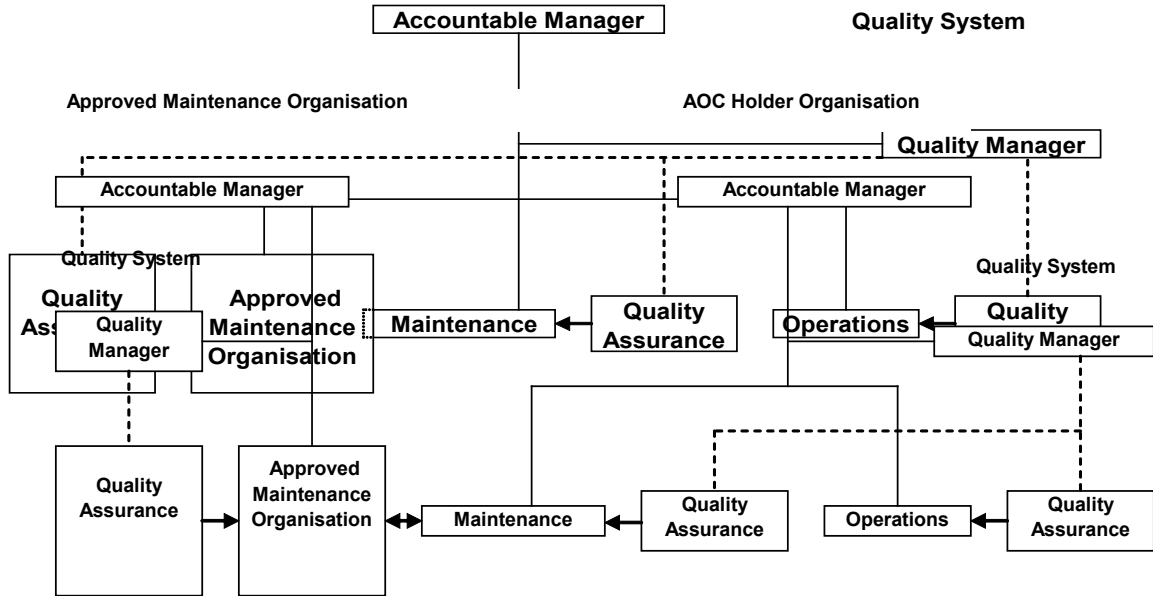 Accountable Manager
Quality System
Approved Maintenance Organisation
AOC Holder Organisation
Quality Manager
Accountable Manager
Accountable Manager
Quality System
Quality System
Quality
Approved
Maintenance
Organisation
Quality
Manager
Maintenance
Quality
Assurance
Operations
Quality
Quality Manager
Quality
Assurance
Approved
Maintenance
Organisation
Maintenance
Quality
Assurance
Operations
Quality
Assurance